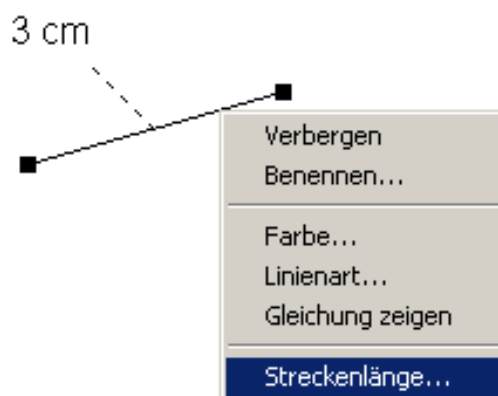 3 cm
Verbergen
Benennen...
Farbe...
Linienart...
Gleichung zeigen
Streckenlänge...